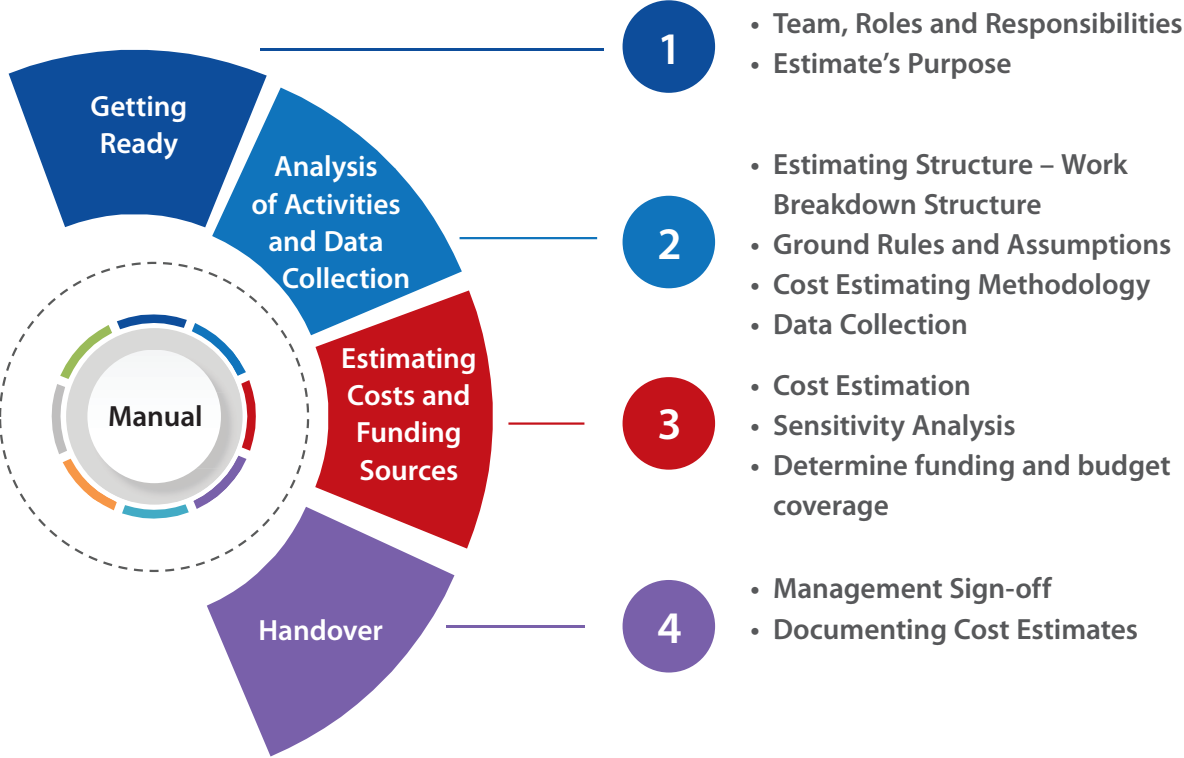 Getting
Ready
1
• Team, Roles and Responsibilities
• Estimate’s Purpose
Analysis
of Activities
and Data
Collection
2
• Estimating Structure – Work
Breakdown Structure
• Ground Rules and Assumptions
• Cost Estimating Methodology
• Data Collection
Estimating
Costs and
Funding
Sources
3
• Cost Estimation
• Sensitivity Analysis
• Determine funding and budget
coverage
Manual
Handover
4
• Management Sign-off
• Documenting Cost Estimates